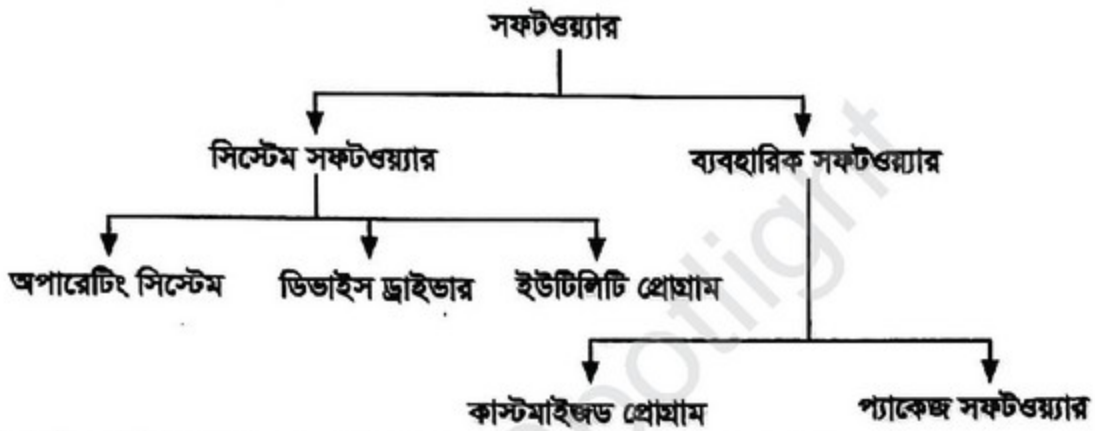 সফটওয়্যার
সিস্টেম সফটওয়্যার ব্যবহারিক সফটওয়্যার
অপারেটিং সিস্টেম ডিভাইস ড্রাইভার ইউটিলিটি প্রোগ্রাম
কাস্টমাইজড প্রোগ্রাম প্যাকেজ সফটওয়্যার